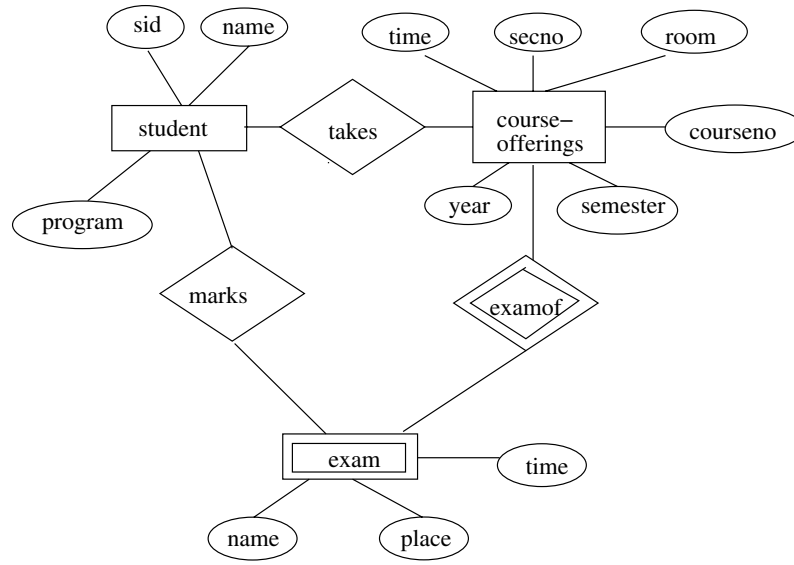 sid
name
time
secno
room
student
takes
course-
offerings
courseno
program
year
semester
marks
examof
exam
time
name
place